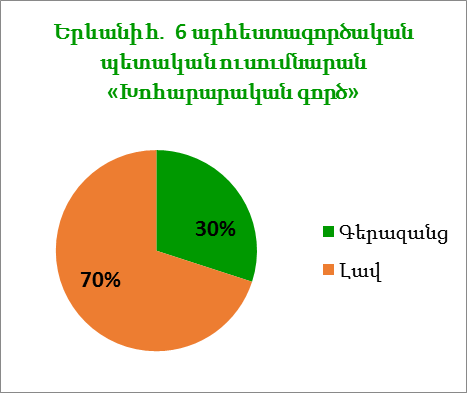 Երևանի հ. 6 արհեստագործական
պետական ուսումնարան
«Խոհարարական գործ»
30%
70%
Գերազանց
Լավ